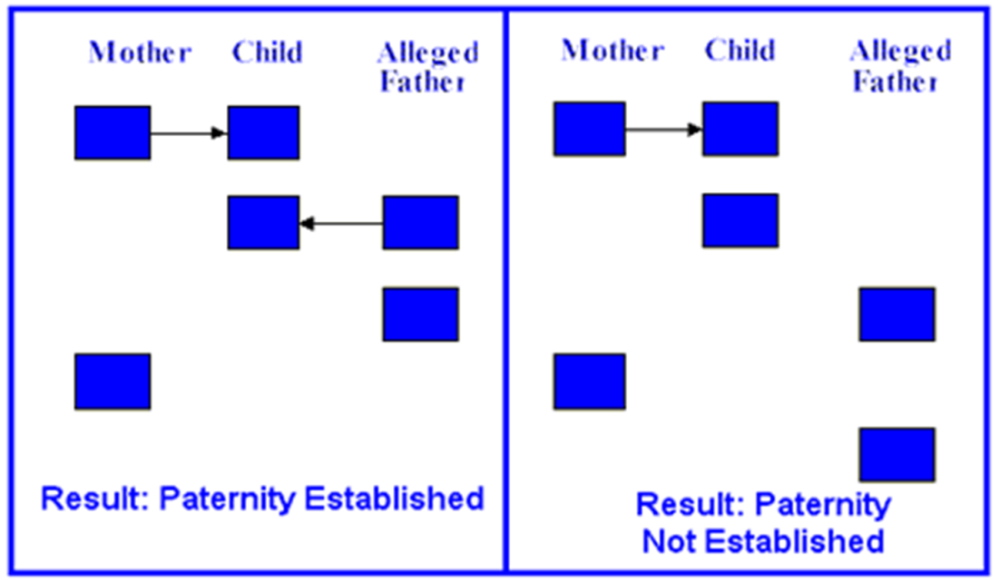 Mother Child Alleged
Father
Result: Paternity Established
Mother Child Alleged
Father
Result: Paternity
Not Established